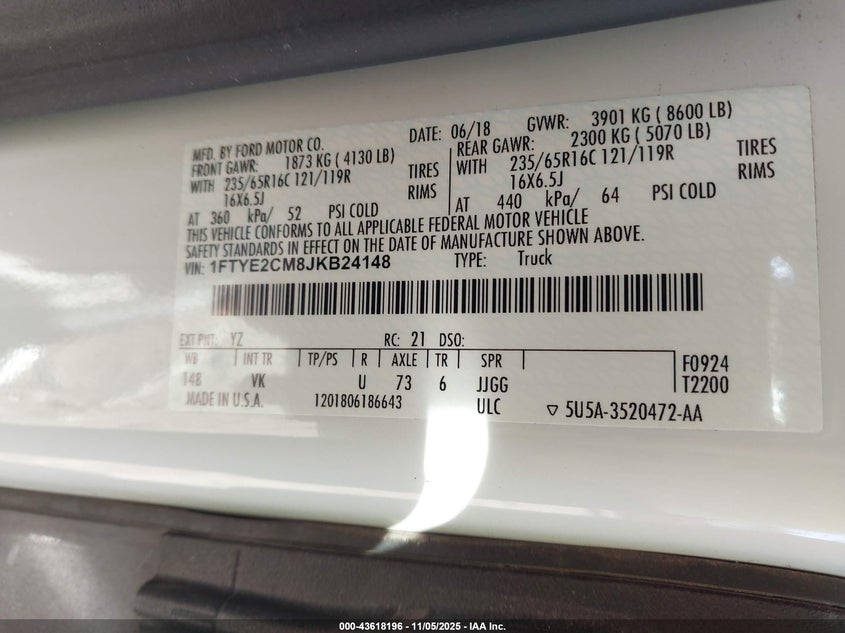 MFD. BY FORD MOTOR CO. DATE: 06/18 GVWR: 3901 KG ( 8600 LB)
FRONT GAWR: 1873 KG ( 4130 LB) REAR GAWR: 2300 KG ( 5070 LB)
WITH 235/65R16C 121/119R TIRES WITH 235/65R16C 121/119R TIRES
16X6.5J RIMS 16X6.5J RIMS
AT 360 kPa/ 52 PSI COLD AT 440 kPa/ 64 PSI COLD
THIS VEHICLE CONFORMS TO ALL APPLICABLE FEDERAL MOTOR VEHICLE
SAFETY STANDARDS IN EFFECT ON THE DATE OF MANUFACTURE SHOWN ABOVE.
VIN: 1FTYE2CM8JKB24148 TYPE: Truck
EXT PNT: YZ RC: 21 DSO:
WB INT TR TP/PS R AXLE TR SPR F0924
148 VK U 73 6 JJGG T2200
MADE IN U.S.A. 1201806186643 ULC ▽ 5U5A-3520472-AA
000-43618196 - 11/05/2025 - IAA Inc.